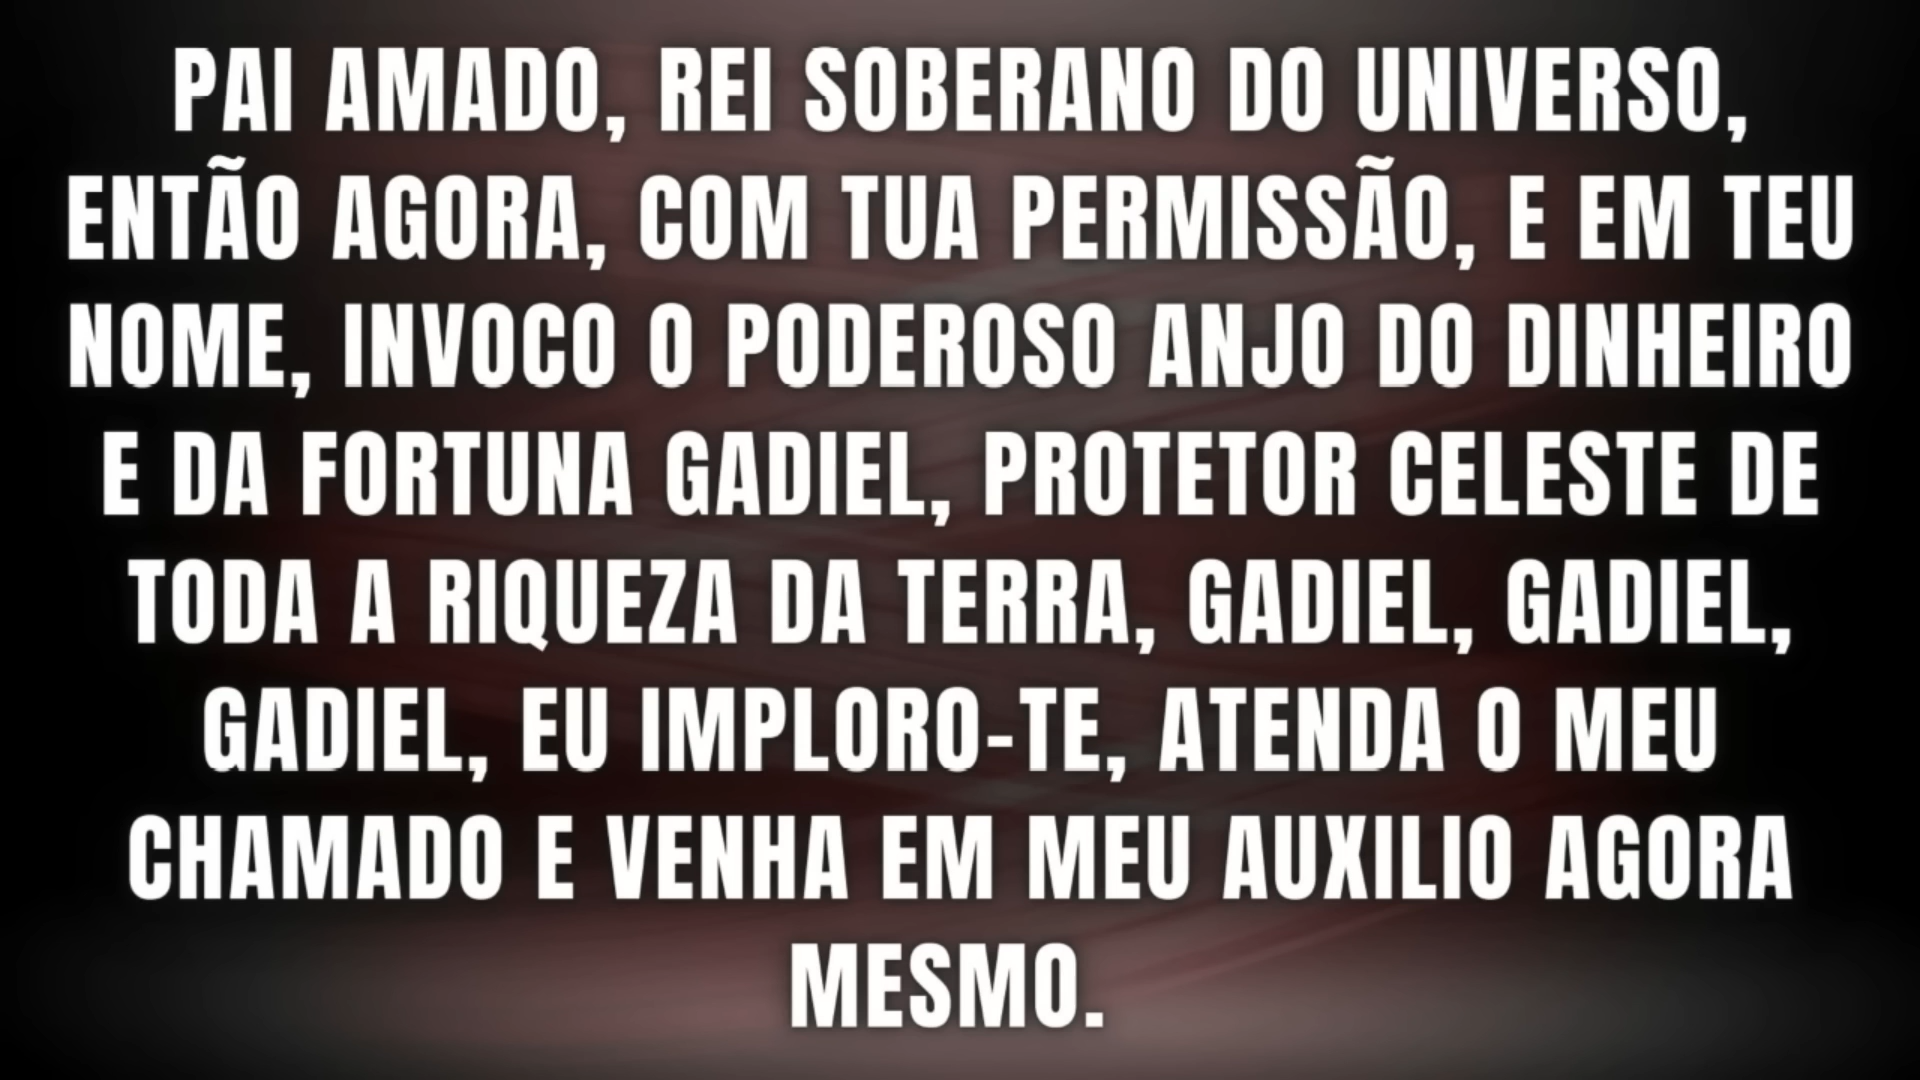 PAI AMADO, REI SOBERANO DO UNIVERSO,
ENTÃO AGORA, COM TUA PERMISSÃO, E EM TEU
NOME, INVOCO O PODEROSO ANJO DO DINHEIRO
E DA FORTUNA GADIEL, PROTETOR CELESTE DE
TODA A RIQUEZA DA TERRA, GADIEL, GADIEL,
GADIEL, EU IMPLORO-TE, ATENDA O MEU
CHAMADO E VENHA EM MEU AUXILIO AGORA
MESMO.